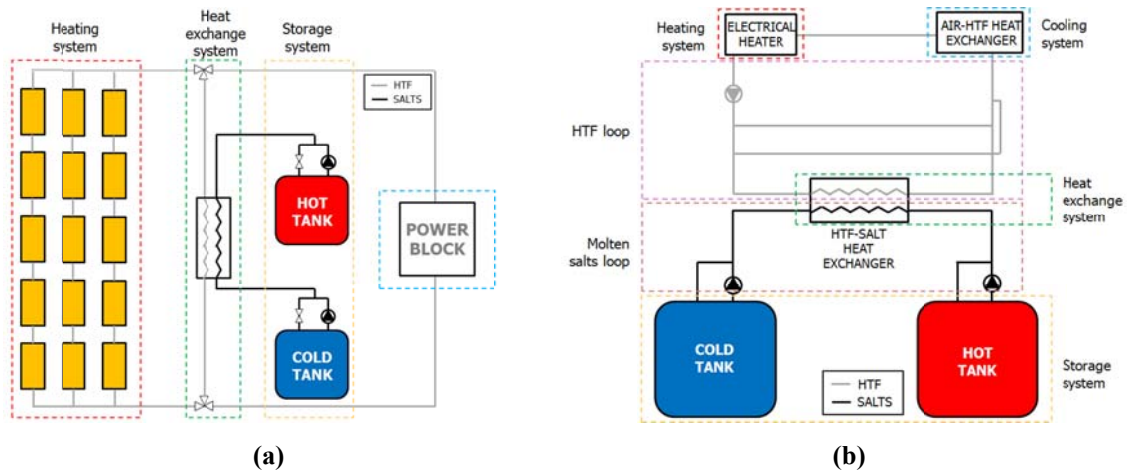 Heating
system
Heat
exchange
system
Storage
system
HTF
SALTS
HOT
TANK
POWER
BLOCK
COLD
TANK
(a)
Heating
system
ELECTRICAL
HEATER
AIR-HTF HEAT
EXCHANGER
Cooling
system
HTF loop
Heat
exchange
system
Molten
salts loop
HTF-SALT
HEAT
EXCHANGER
COLD
TANK
HOT
TANK
Storage
system
HTF
SALTS
(b)